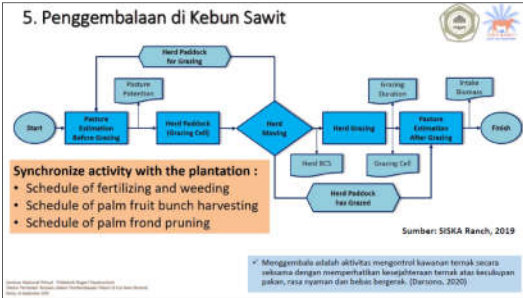 5. Penggembalaan di Kebun Sawit
Herd Paddock
for Grazing
Pasture
Potention
Grazing
Duration
Intake
Biomass
Start
Pasture
Estimation
Before Grazing
Herd Paddock
(Grazing Cell)
Herd
Moving
Herd Grazing
Pasture
Estimation
After Grazing
Finish
Herd BCS
Grazing Cell
Herd Paddock
has Grazed
Synchronize activity with the plantation :
• Schedule of fertilizing and weeding
• Schedule of palm fruit bunch harvesting
• Schedule of palm frond pruning
Sumber: SISKA Ranch, 2019
✓ Menggembala adalah aktivitas mengontrol kawanan ternak secara
seksama dengan memperhatikan kesejahteraan ternak atas kecukupan
pakan, rasa nyaman dan bebas bergerak. (Darsono, 2020)